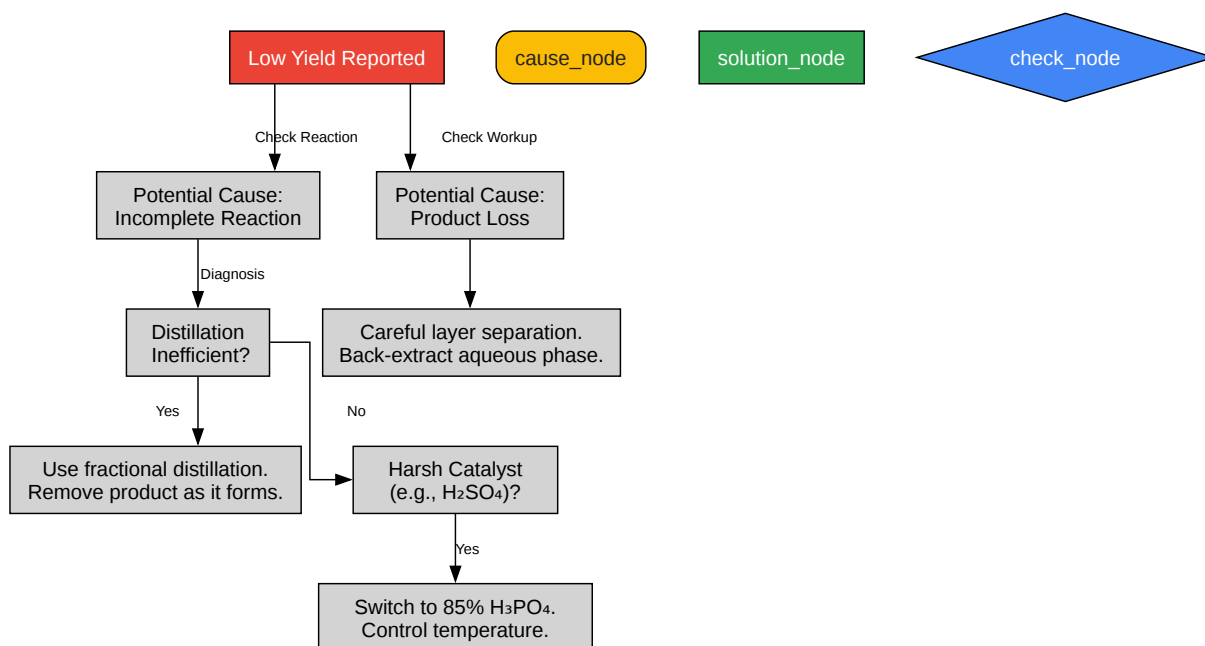 Low Yield Reported
cause_node
solution_node
check_node
Check Reaction
Check Workup
Potential Cause:
Incomplete Reaction
Potential Cause:
Product Loss
Diagnosis
Distillation
Inefficient?
Careful layer separation.
Back-extract aqueous phase.
Yes
No
Use fractional distillation.
Remove product as it forms.
Harsh Catalyst
(e.g., H₂SO₄)?
Yes
Switch to 85% H₃PO₄.
Control temperature.